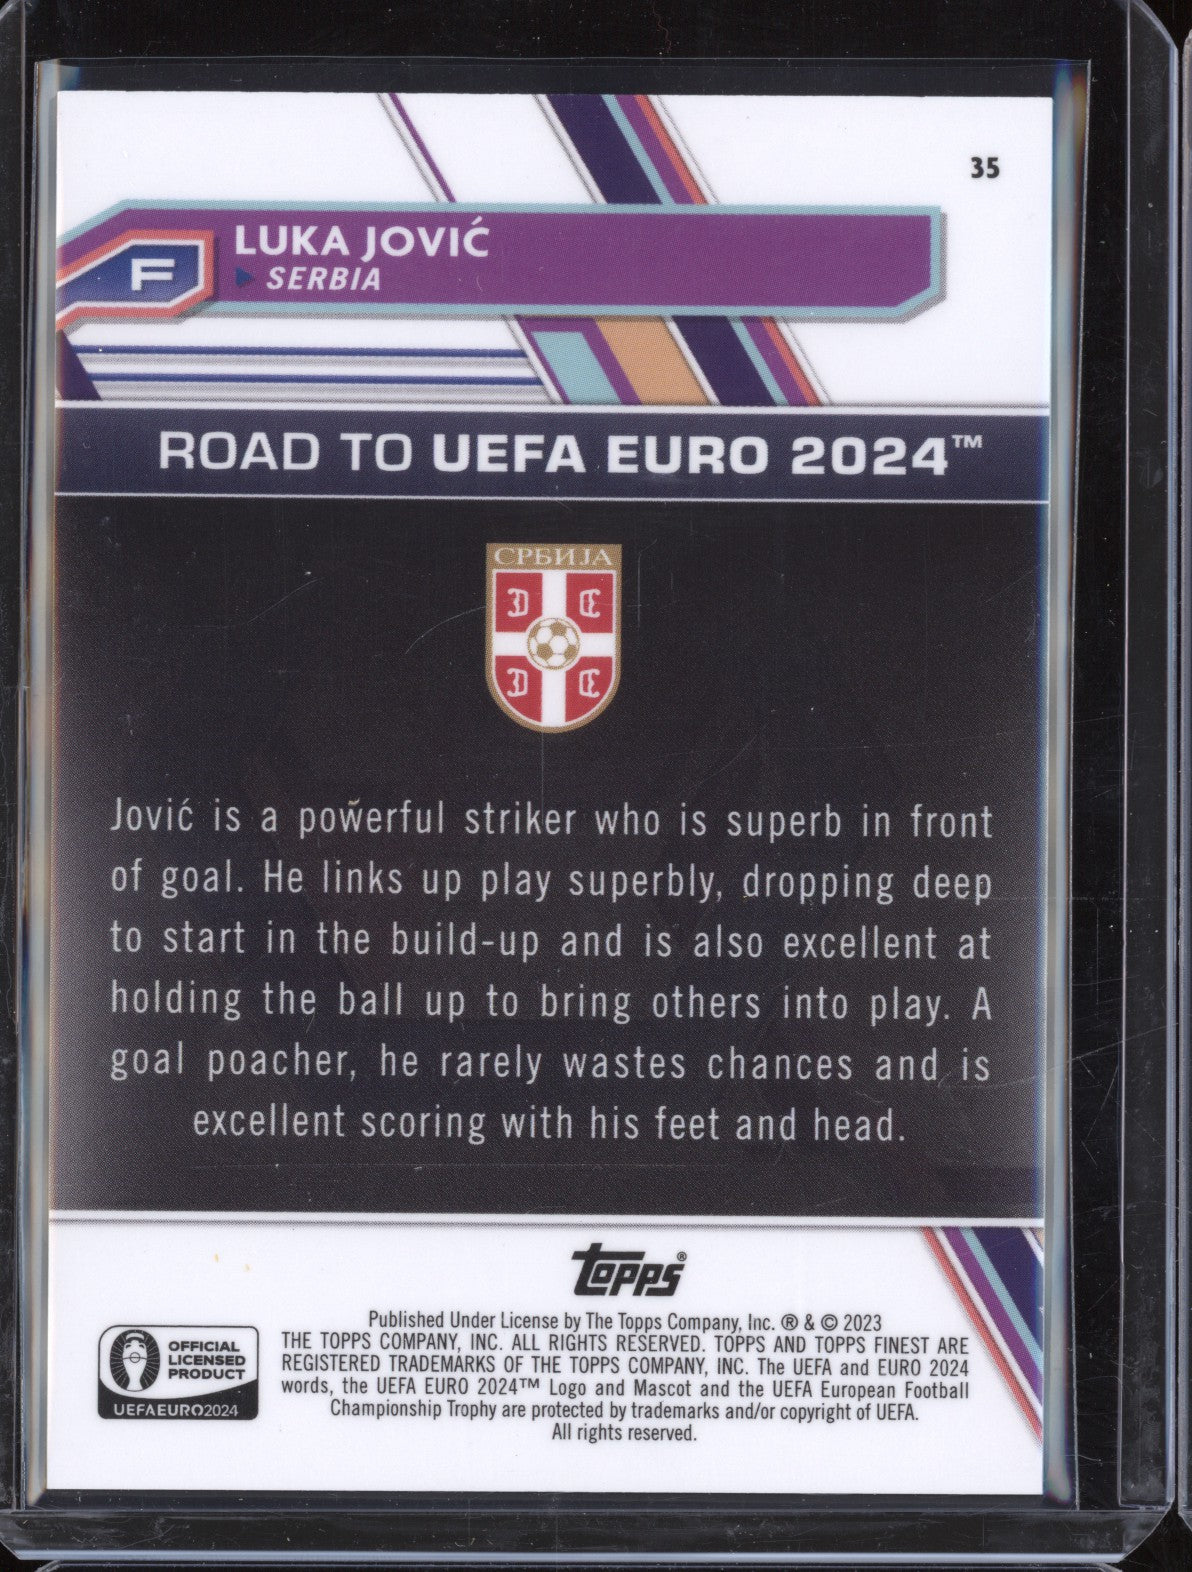 35
LUKA JOVIĆ
F
SERBIA
ROAD TO UEFA EURO 2024™
СРБИЈА
Jović is a powerful striker who is superb in front
of goal. He links up play superbly, dropping deep
to start in the build-up and is also excellent at
holding the ball up to bring others into play. A
goal poacher, he rarely wastes chances and is
excellent scoring with his feet and head.
topps®
Published Under License by The Topps Company, Inc. ® & © 2023
THE TOPPS COMPANY, INC. ALL RIGHTS RESERVED. TOPPS AND TOPPS FINEST ARE
REGISTERED TRADEMARKS OF THE TOPPS COMPANY, INC. The UEFA and EURO 2024
words, the UEFA EURO 2024™ Logo and Mascot and the UEFA European Football
Championship Trophy are protected by trademarks and/or copyright of UEFA.
All rights reserved.
OFFICIAL
LICENSED
PRODUCT
UEFAEURO2024